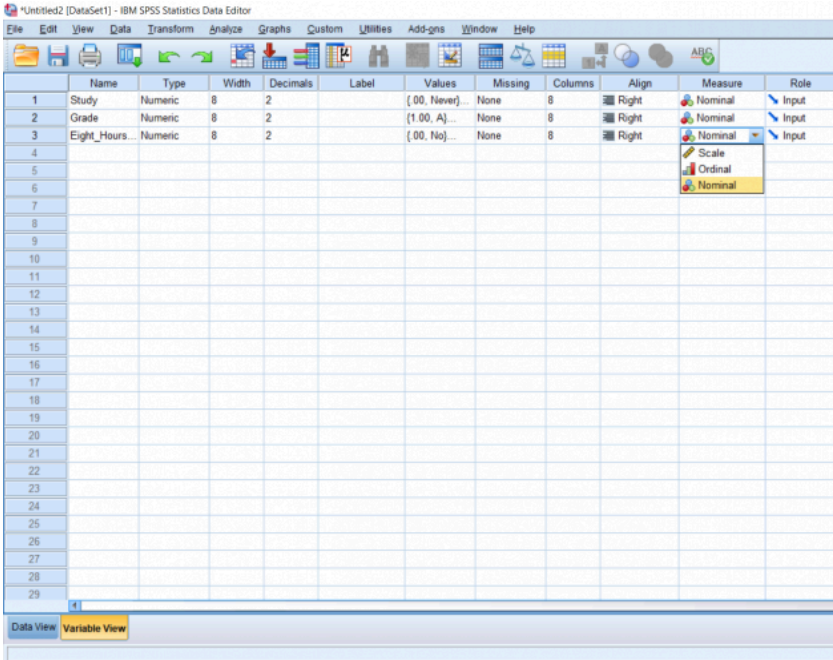 *Untitled2 [DataSet1] - IBM SPSS Statistics Data Editor
File Edit View Data Transform Analyze Graphs Custom Utilities Add-ons Window Help
Name Type Width Decimals Label Values Missing Columns Align Measure Role
1 Study Numeric 8 2 {.00, Never}... None 8 Right Nominal Input
2 Grade Numeric 8 2 {1.00, A}... None 8 Right Nominal Input
3 Eight_Hours... Numeric 8 2 {.00, No}... None 8 Right Nominal Input
4 Scale
5 Ordinal
6 Nominal
7
8
9
10
11
12
13
14
15
16
17
18
19
20
21
22
23
24
25
26
27
28
29
Data View Variable View